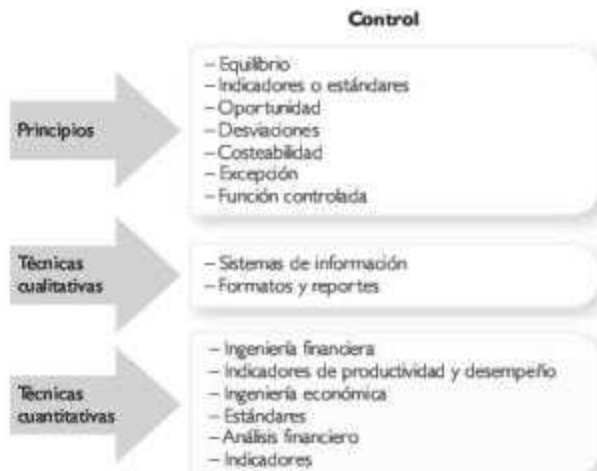 Control
Principios
– Equilibrio
– Indicadores o estándares
– Oportunidad
– Desviaciones
– Costeabilidad
– Excepción
– Función controlada
Técnicas
cualitativas
– Sistemas de información
– Formatos y reportes
Técnicas
cuantitativas
– Ingeniería financiera
– Indicadores de productividad y desempeño
– Ingeniería económica
– Estándares
– Análisis financiero
– Indicadores